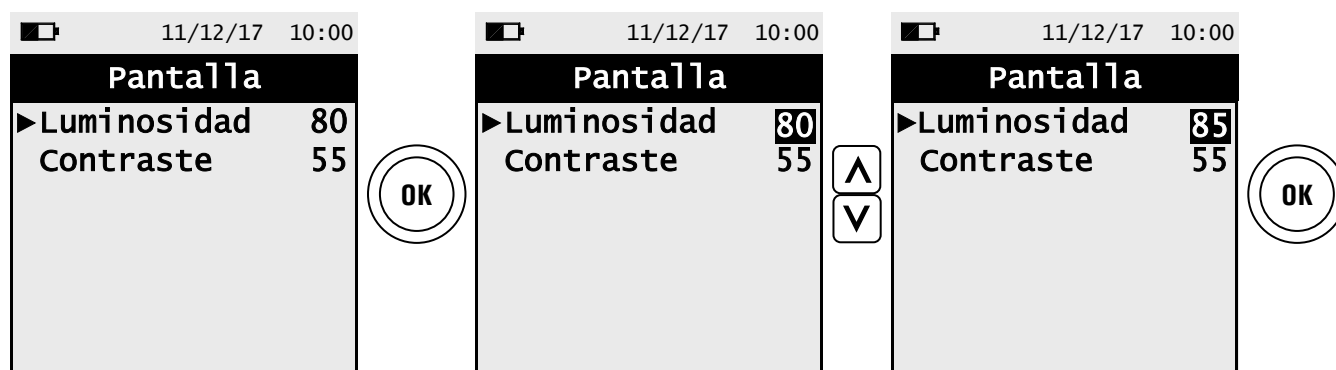 11/12/17 10:00
Pantalla
Luminosidad 80
Contraste 55
OK
11/12/17 10:00
Pantalla
Luminosidad 80
Contraste 55
11/12/17 10:00
Pantalla
Luminosidad 85
Contraste 55
OK